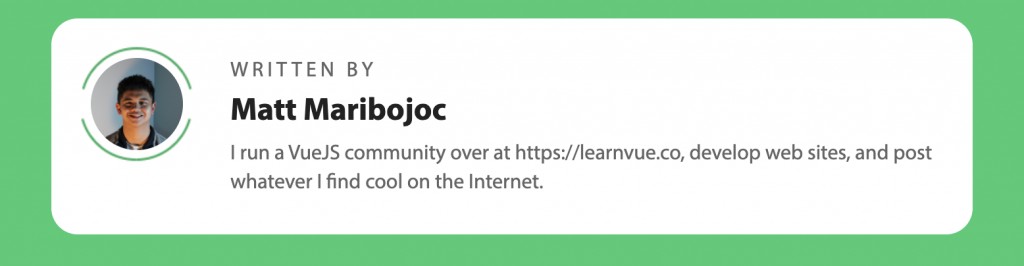 WRITTEN BY
Matt Maribojoc
I run a VueJS community over at https://learnvue.co, develop web sites, and post
whatever I find cool on the Internet.